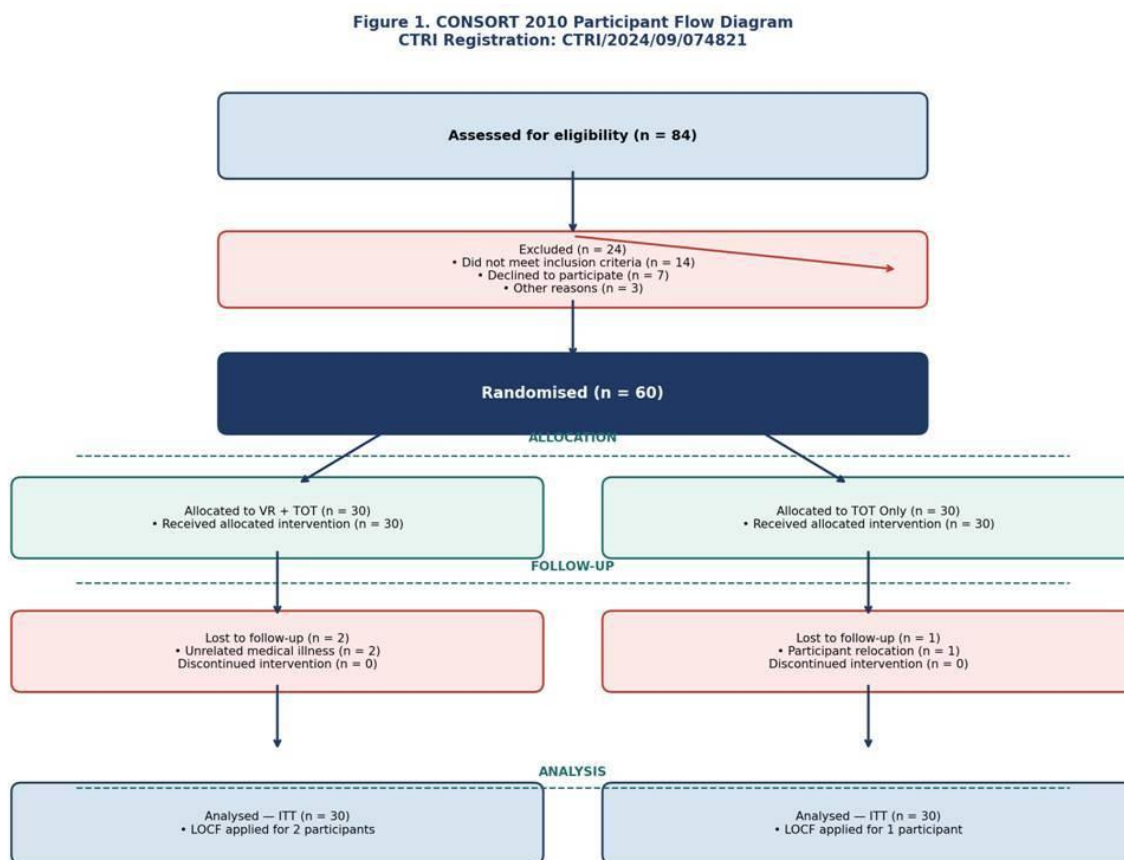 Figure 1. CONSORT 2010 Participant Flow Diagram
CTRI Registration: CTRI/2024/09/074821
Assessed for eligibility (n = 84)
Excluded (n = 24)
• Did not meet inclusion criteria (n = 14)
• Declined to participate (n = 7)
• Other reasons (n = 3)
Randomised (n = 60)
ALLOCATION
Allocated to VR + TOT (n = 30)
• Received allocated intervention (n = 30)
Allocated to TOT Only (n = 30)
• Received allocated intervention (n = 30)
FOLLOW-UP
Lost to follow-up (n = 2)
• Unrelated medical illness (n = 2)
Discontinued intervention (n = 0)
Lost to follow-up (n = 1)
• Participant relocation (n = 1)
Discontinued intervention (n = 0)
ANALYSIS
Analysed — ITT (n = 30)
• LOCF applied for 2 participants
Analysed — ITT (n = 30)
• LOCF applied for 1 participant